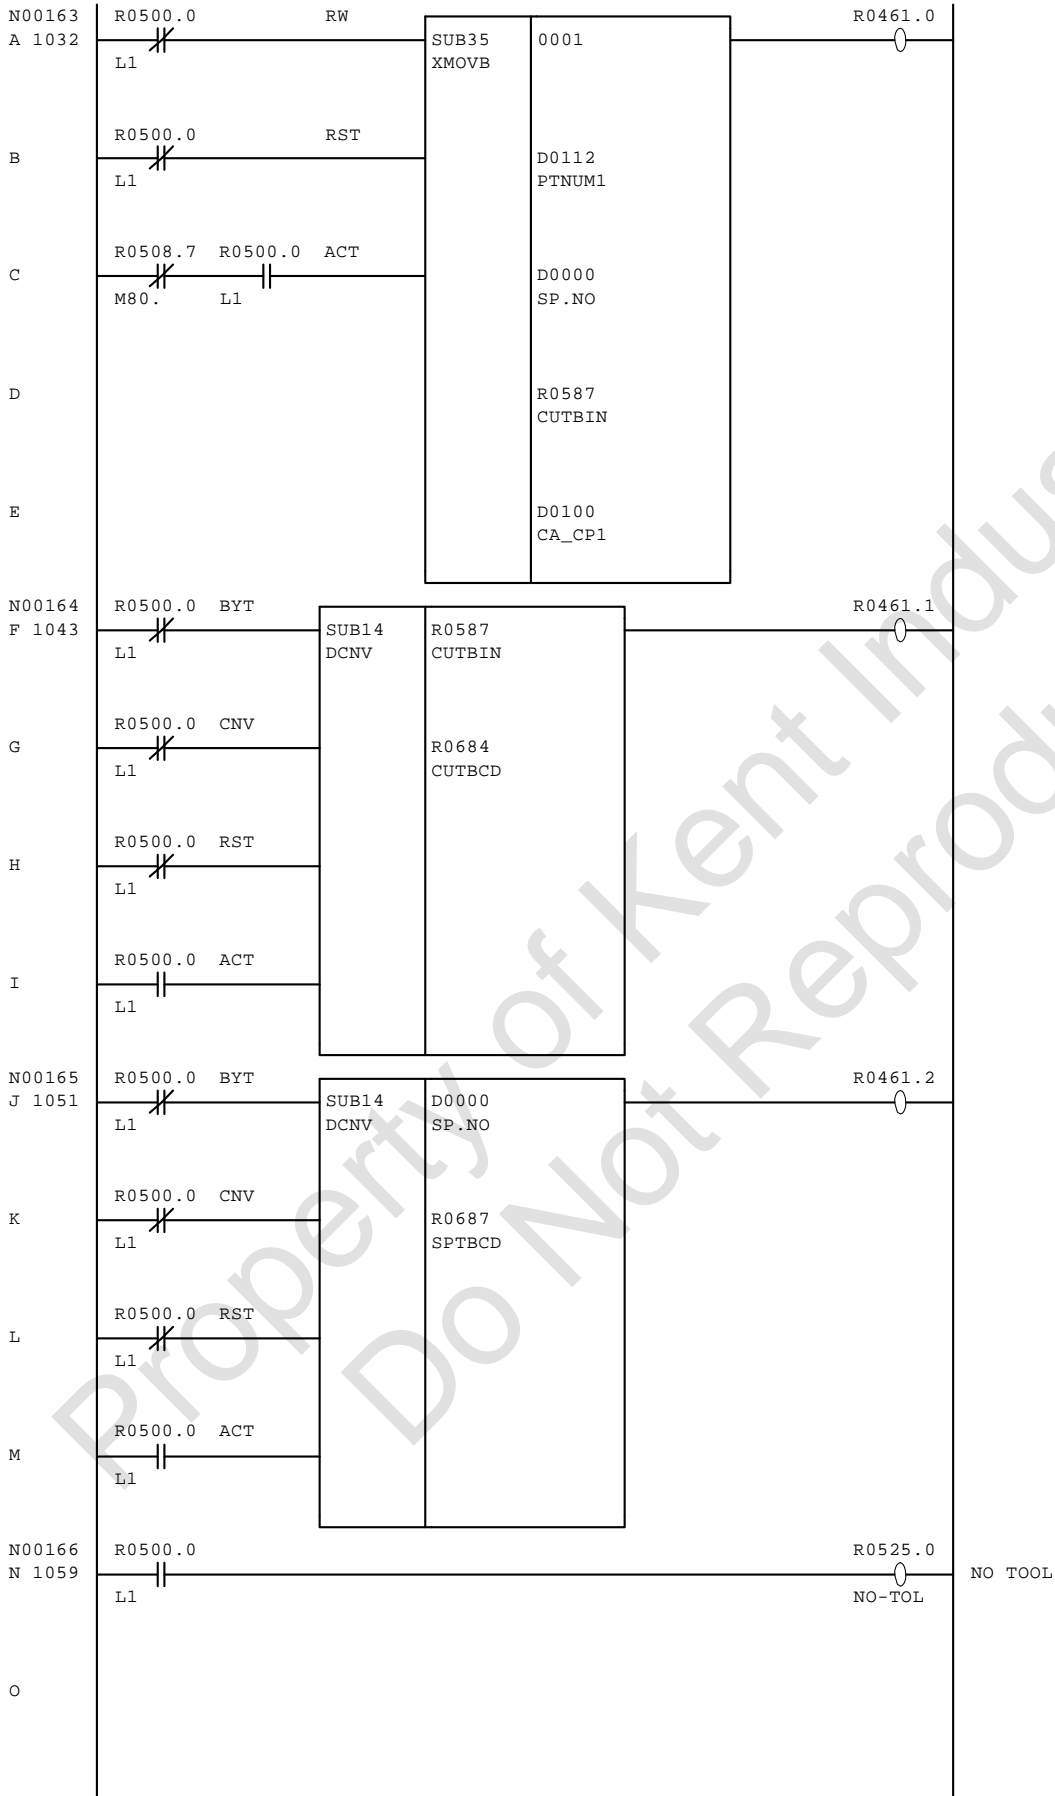 N00163 R0500.0 RW R0461.0
A 1032 SUB35 0001
L1 XMOVB
R0500.0 RST
B D0112
L1 PTNUM1
R0508.7 R0500.0 ACT
C D0000
M80. L1 SP.NO
D R0587
CUTBIN
E D0100
CA_CP1
N00164 R0500.0 BYT R0461.1
F 1043 SUB14 R0587
L1 DCNV CUTBIN
R0500.0 CNV
G R0684
L1 CUTBCD
R0500.0 RST
H
L1
R0500.0 ACT
I
L1
N00165 R0500.0 BYT R0461.2
J 1051 SUB14 D0000
L1 DCNV SP.NO
R0500.0 CNV
K R0687
L1 SPTBCD
R0500.0 RST
L
L1
R0500.0 ACT
M
L1
N00166 R0500.0 R0525.0
N 1059 NO TOOL
L1 NO-TOL
O
Property of Kent
Do Not